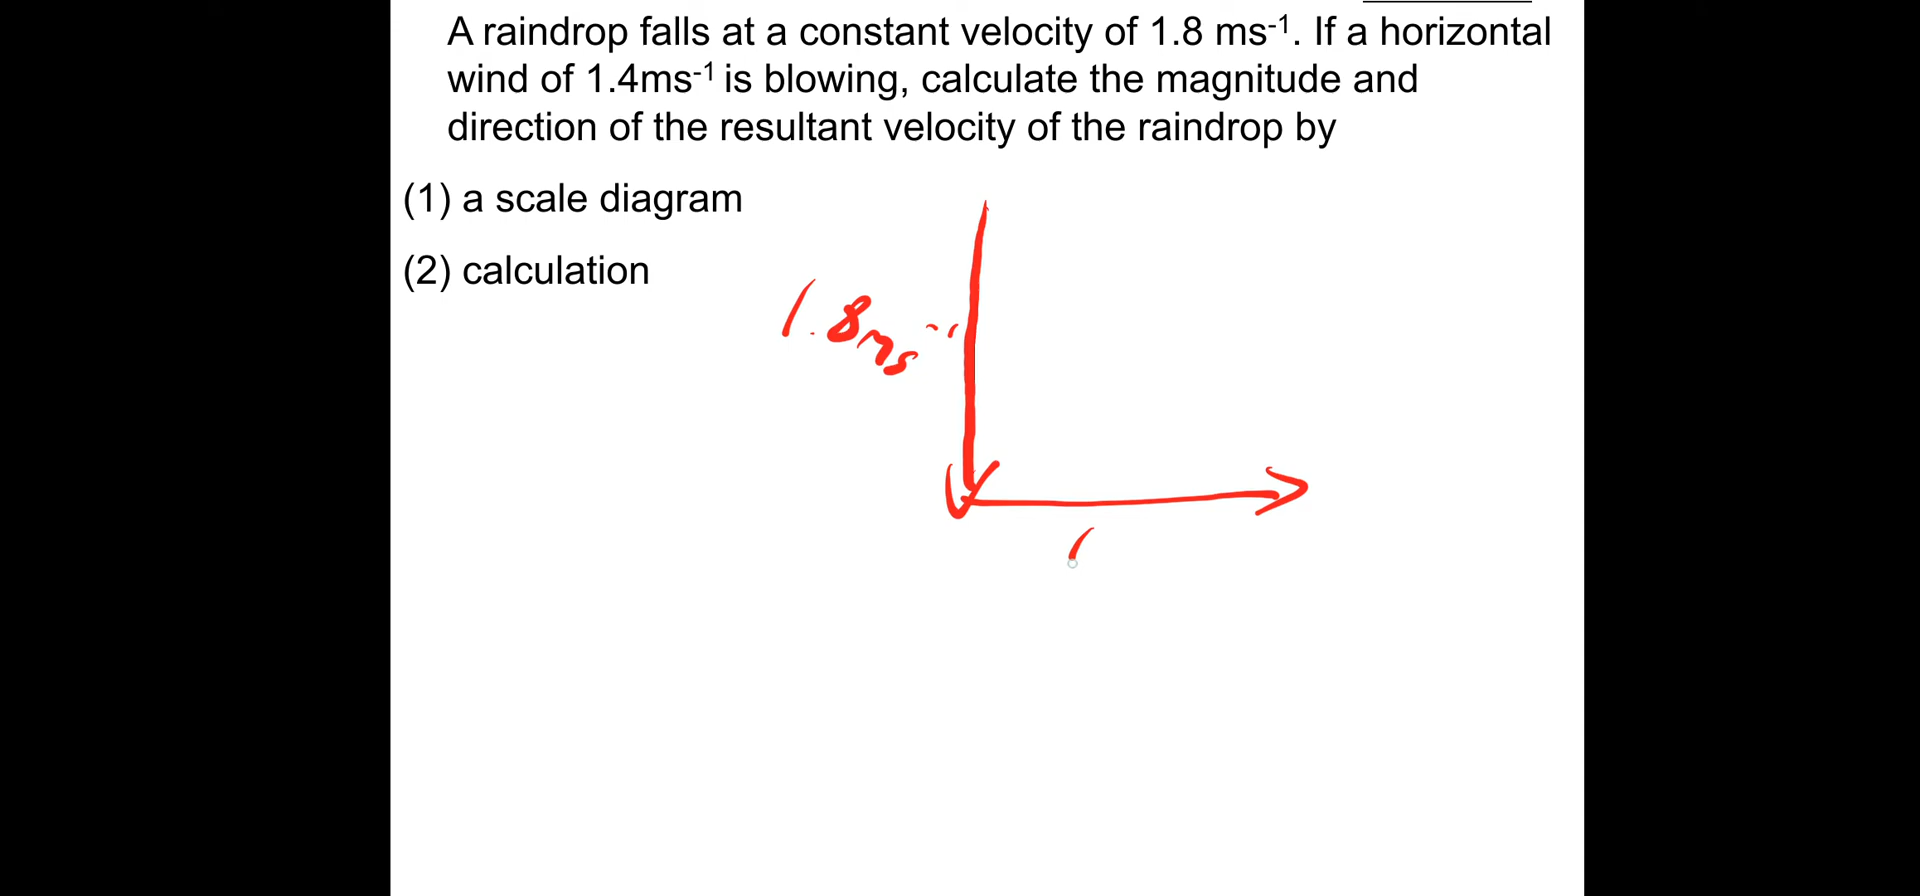 A raindrop falls at a constant velocity of 1.8 ms⁻¹. If a horizontal
wind of 1.4ms⁻¹ is blowing, calculate the magnitude and
direction of the resultant velocity of the raindrop by
(1) a scale diagram
(2) calculation
1.8ms⁻¹